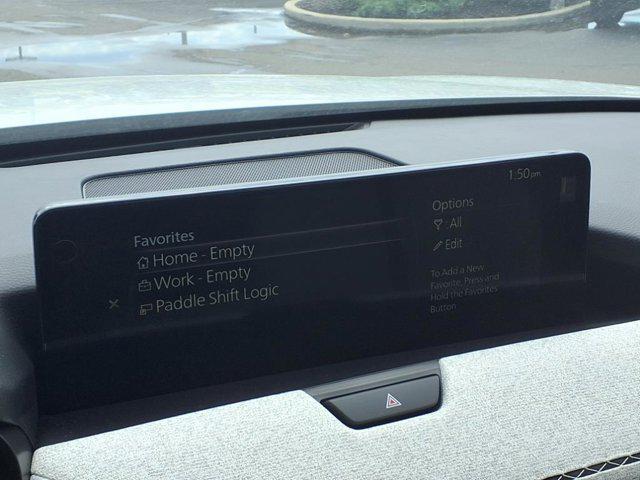 1:50pm
Favorites
Home - Empty
Work - Empty
Paddle Shift Logic
Options
: All
Edit
To Add a New
Favorite, Press and
Hold the Favorites
Button